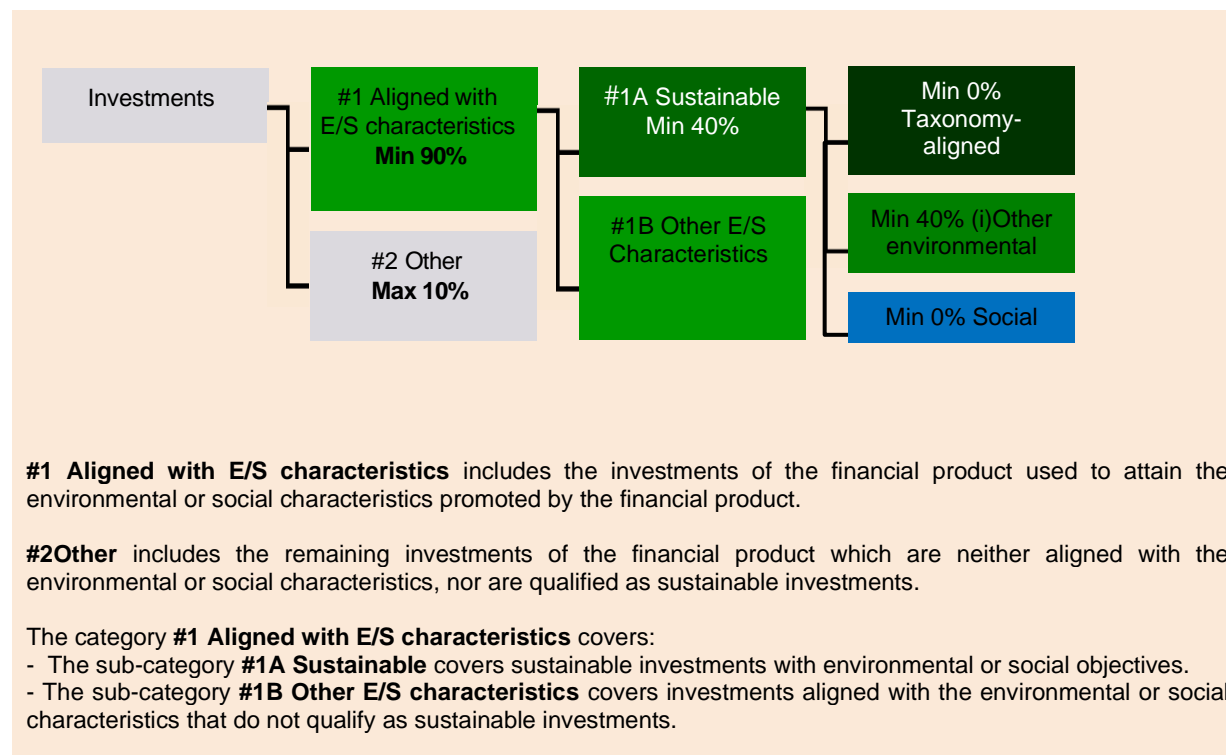 Investments
#1 Aligned with
E/S characteristics
Min 90%
#2 Other
Max 10%
#1A Sustainable
Min 40%
#1B Other E/S
Characteristics
Min 0%
Taxonomy-
aligned
Min 40% (i)Other
environmental
Min 0% Social
#1 Aligned with E/S characteristics includes the investments of the financial product used to attain the
environmental or social characteristics promoted by the financial product.
#2Other includes the remaining investments of the financial product which are neither aligned with the
environmental or social characteristics, nor are qualified as sustainable investments.
The category #1 Aligned with E/S characteristics covers:
- The sub-category #1A Sustainable covers sustainable investments with environmental or social objectives.
- The sub-category #1B Other E/S characteristics covers investments aligned with the environmental or social
characteristics that do not qualify as sustainable investments.